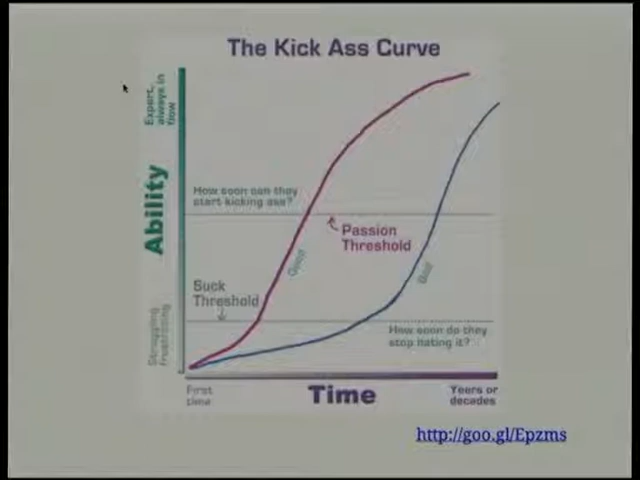 The Kick Ass Curve
Expert,
always in
flow
Ability
Struggling
frustrating
How soon can they
start kicking ass?
Passion
Threshold
Good
Bad
Suck
Threshold
How soon do they
stop hating it?
First
time
Time
Years or
decades
http://goo.gl/Epzms